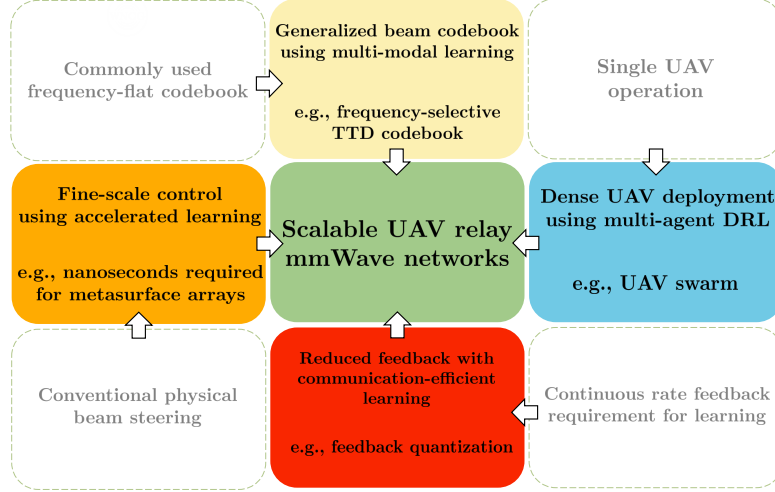 Commonly used
frequency-flat codebook
Generalized beam codebook
using multi-modal learning
e.g., frequency-selective
TTD codebook
Single UAV
operation
Fine-scale control
using accelerated learning
e.g., nanoseconds required
for metasurface arrays
Scalable UAV relay
mmWave networks
Dense UAV deployment
using multi-agent DRL
e.g., UAV swarm
Conventional physical
beam steering
Reduced feedback with
communication-efficient
learning
e.g., feedback quantization
Continuous rate feedback
requirement for learning